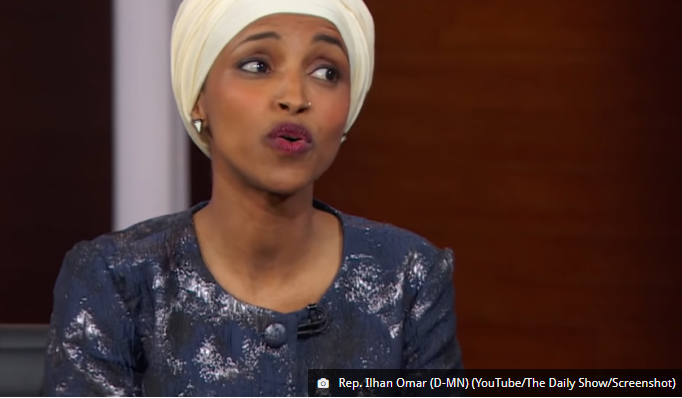 Rep. Ilhan Omar (D-MN) (YouTube/The Daily Show/Screenshot)